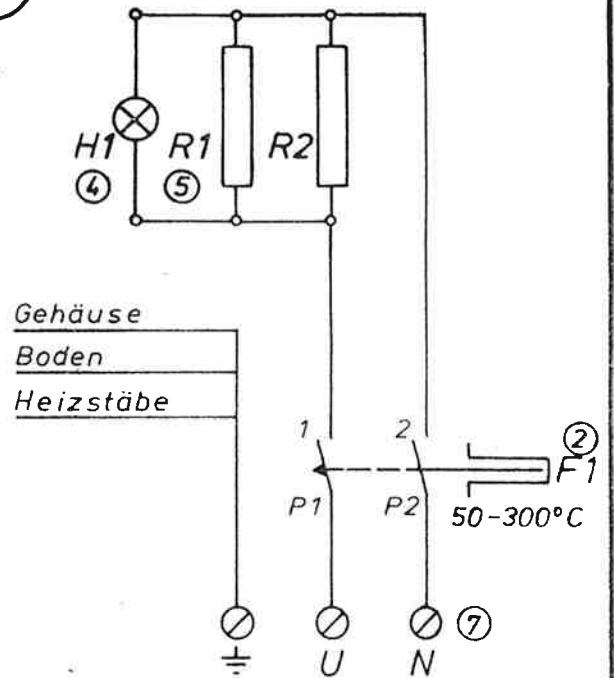 H1 R1 R2
④ ⑤
Gehäuse
Boden
Heizstäbe
1 2 ②
F1
P1 P2 50-300°C
⑦
U N